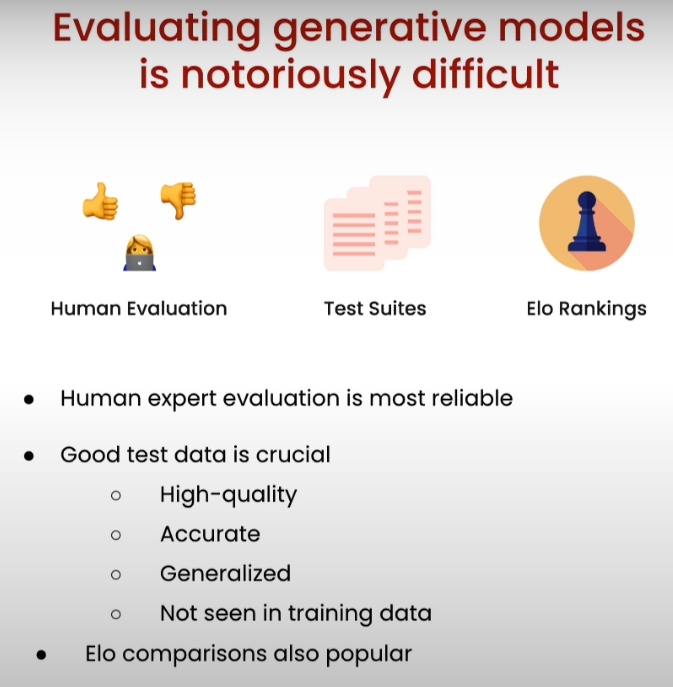 Evaluating generative models
is notoriously difficult
Human Evaluation
Test Suites
Elo Rankings
● Human expert evaluation is most reliable
● Good test data is crucial
○ High-quality
○ Accurate
○ Generalized
○ Not seen in training data
● Elo comparisons also popular